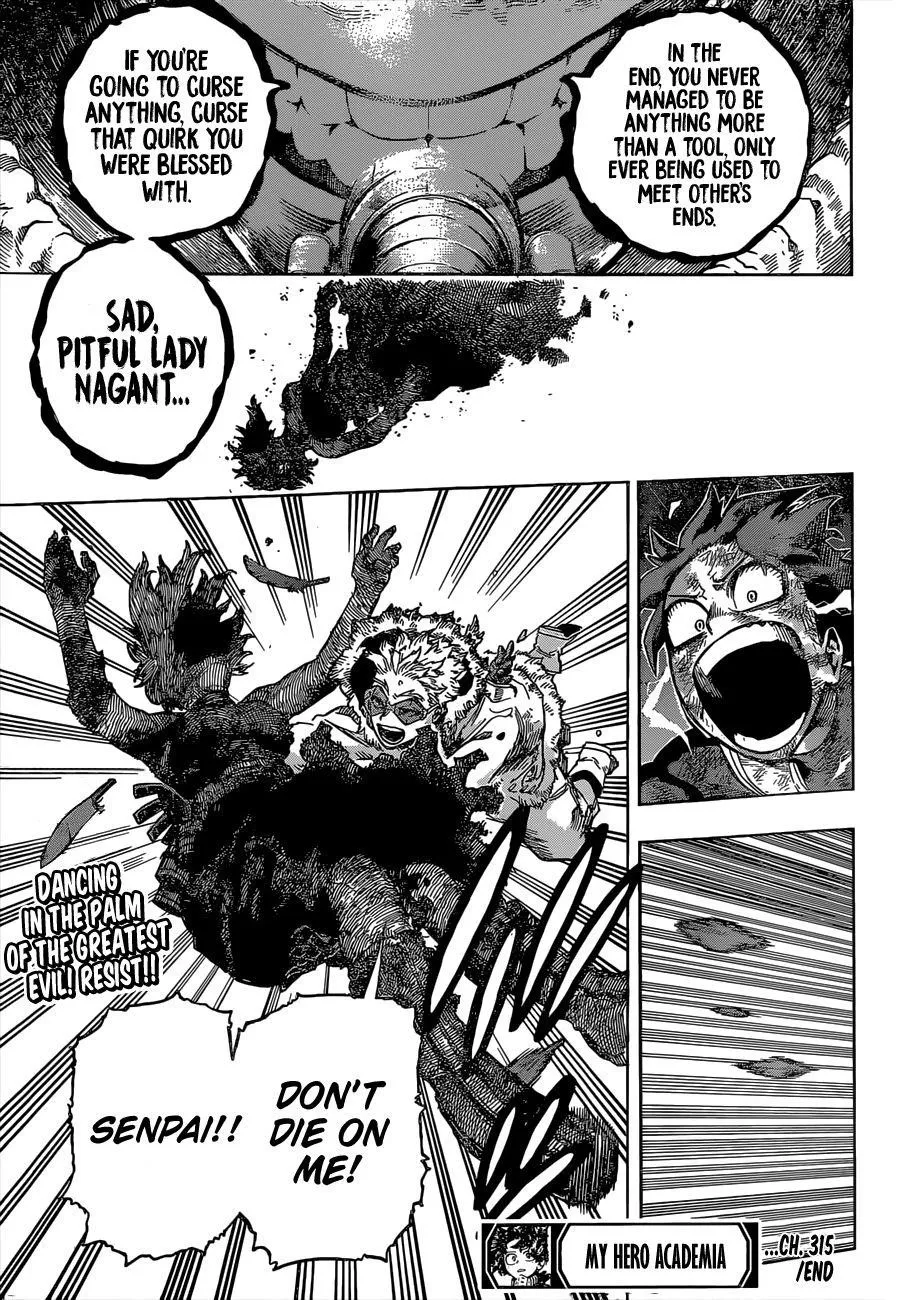 IN THE
END, YOU NEVER
MANAGED TO BE
ANYTHING MORE
THAN A TOOL, ONLY
EVER BEING USED TO
MEET OTHER'S
ENDS.
IF YOU'RE
GOING TO CURSE
ANYTHING, CURSE
THAT QUIRK YOU
WERE BLESSED
WITH.
SAD,
PITFUL LADY
NAGANT...
DON'T
DIE ON
ME!
SENPAI!!
DANCING
IN THE PALM
OF THE GREATEST
EVIL! RESIST!!
MY HERO ACADEMIA
...CH. 315
/END